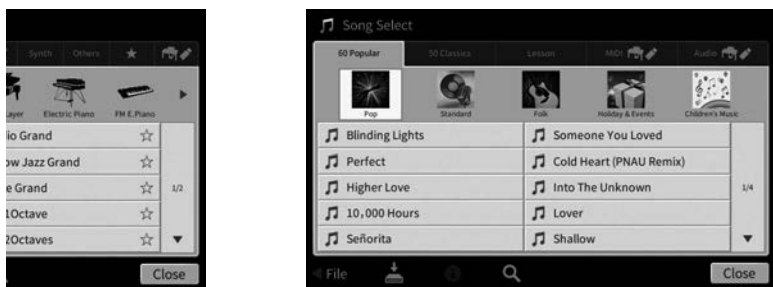 Synth Others
ayer Electric Piano FM E.Piano
io Grand
ow Jazz Grand
e Grand
1/2
1Octave
2Octaves
Close
Song Select
60 Popular 50 Classics Lesson MIDI Audio
Pop Standard Folk Holiday & Events Children's Music
Blinding Lights Someone You Loved
Perfect Cold Heart (PNAU Remix)
Higher Love Into The Unknown 1/4
10,000 Hours Lover
Señorita Shallow
File Close